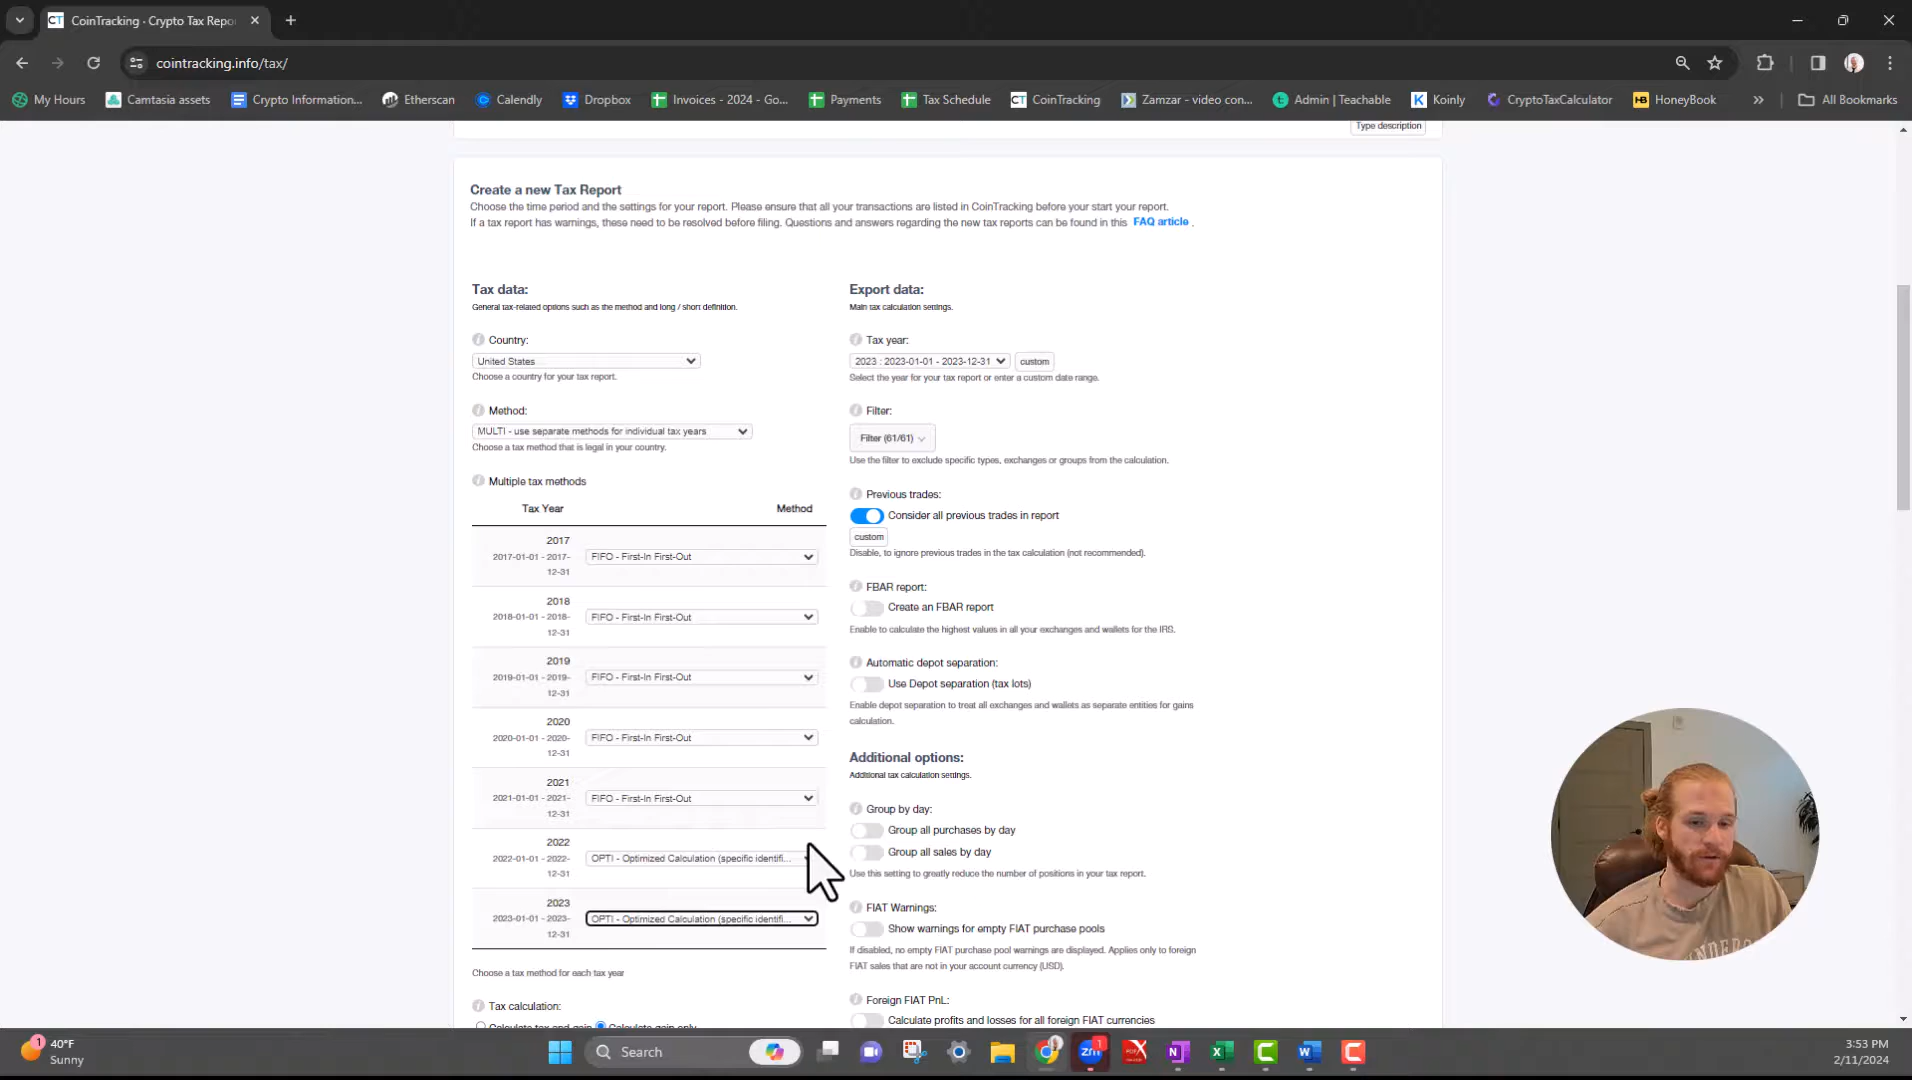 CT CoinTracking · Crypto Tax Repo
cointracking.info/tax/
My Hours Camtasia assets Crypto Information... Etherscan Calendly Dropbox Invoices - 2024 - Go... Payments Tax Schedule CT CoinTracking Zamzar - video con... Admin | Teachable Koinly CryptoTaxCalculator HB HoneyBook » All Bookmarks
Type description
Create a new Tax Report
Choose the time period and the settings for your report. Please ensure that all your transactions are listed in CoinTracking before your start your report.
If a tax report has warnings, these need to be resolved before filing. Questions and answers regarding the new tax reports can be found in this FAQ article .
Tax data:
General tax-related options such as the method and long / short definition.
Country:
United States
Choose a country for your tax report.
Method:
MULTI - use separate methods for individual tax years
Choose a tax method that is legal in your country.
Multiple tax methods
Tax Year Method
2017
2017-01-01 - 2017-
12-31
FIFO - First-In First-Out
2018
2018-01-01 - 2018-
12-31
FIFO - First-In First-Out
2019
2019-01-01 - 2019-
12-31
FIFO - First-In First-Out
2020
2020-01-01 - 2020-
12-31
FIFO - First-In First-Out
2021
2021-01-01 - 2021-
12-31
FIFO - First-In First-Out
2022
2022-01-01 - 2022-
12-31
OPTI - Optimized Calculation (specific identifi...
2023
2023-01-01 - 2023-
12-31
OPTI - Optimized Calculation (specific identifi...
Choose a tax method for each tax year
Tax calculation:
Calculate tax and gain Calculate gain only
Export data:
Main tax calculation settings.
Tax year:
2023 : 2023-01-01 - 2023-12-31 custom
Select the year for your tax report or enter a custom date range.
Filter:
Filter (61/61)
Use the filter to exclude specific types, exchanges or groups from the calculation.
Previous trades:
Consider all previous trades in report
custom
Disable, to ignore previous trades in the tax calculation (not recommended).
FBAR report:
Create an FBAR report
Enable to calculate the highest values in all your exchanges and wallets for the IRS.
Automatic depot separation:
Use Depot separation (tax lots)
Enable depot separation to treat all exchanges and wallets as separate entities for gains
calculation.
Additional options:
Additional tax calculation settings.
Group by day:
Group all purchases by day
Group all sales by day
Use this setting to greatly reduce the number of positions in your tax report.
FIAT Warnings:
Show warnings for empty FIAT purchase pools
If disabled, no empty FIAT purchase pool warnings are displayed. Applies only to foreign
FIAT sales that are not in your account currency (USD).
Foreign FIAT PnL:
Calculate profits and losses for all foreign FIAT currencies
1
40°F
Sunny
Search
zm 1
3:53 PM
2/11/2024